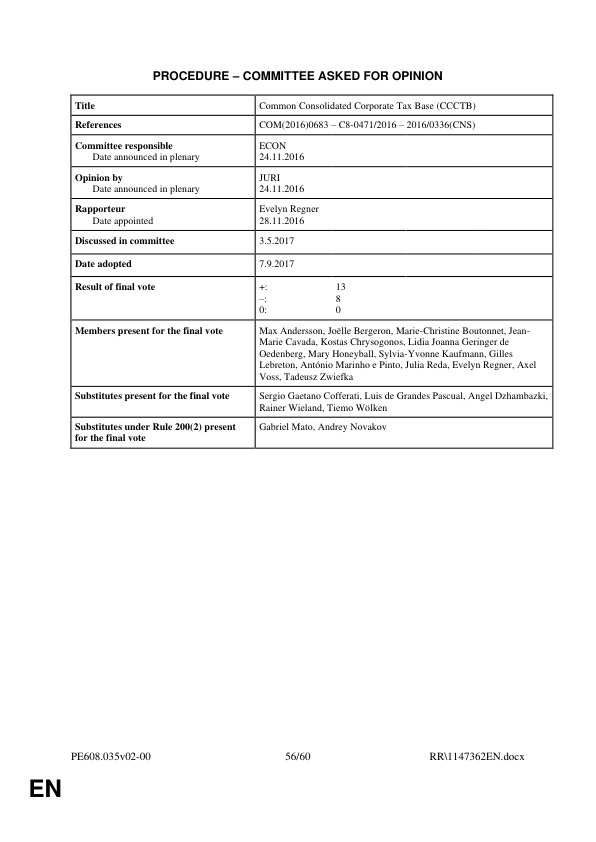 PROCEDURE – COMMITTEE ASKED FOR OPINION
Title
Common Consolidated Corporate Tax Base (CCCTB)
References
COM(2016)0683 – C8-0471/2016 – 2016/0336(CNS)
Committee responsible
Date announced in plenary
ECON
24.11.2016
Opinion by
Date announced in plenary
JURI
24.11.2016
Rapporteur
Date appointed
Evelyn Regner
28.11.2016
Discussed in committee
3.5.2017
Date adopted
7.9.2017
Result of final vote
+: 13
–: 8
0: 0
Members present for the final vote
Max Andersson, Joëlle Bergeron, Marie-Christine Boutonnet, Jean-
Marie Cavada, Kostas Chrysogonos, Lidia Joanna Geringer de
Oedenberg, Mary Honeyball, Sylvia-Yvonne Kaufmann, Gilles
Lebreton, António Marinho e Pinto, Julia Reda, Evelyn Regner, Axel
Voss, Tadeusz Zwiefka
Substitutes present for the final vote
Sergio Gaetano Cofferati, Luis de Grandes Pascual, Angel Dzhambazki,
Rainer Wieland, Tiemo Wölken
Substitutes under Rule 200(2) present
for the final vote
Gabriel Mato, Andrey Novakov
PE608.035v02-00 56/60 RR\1147362EN.docx
EN